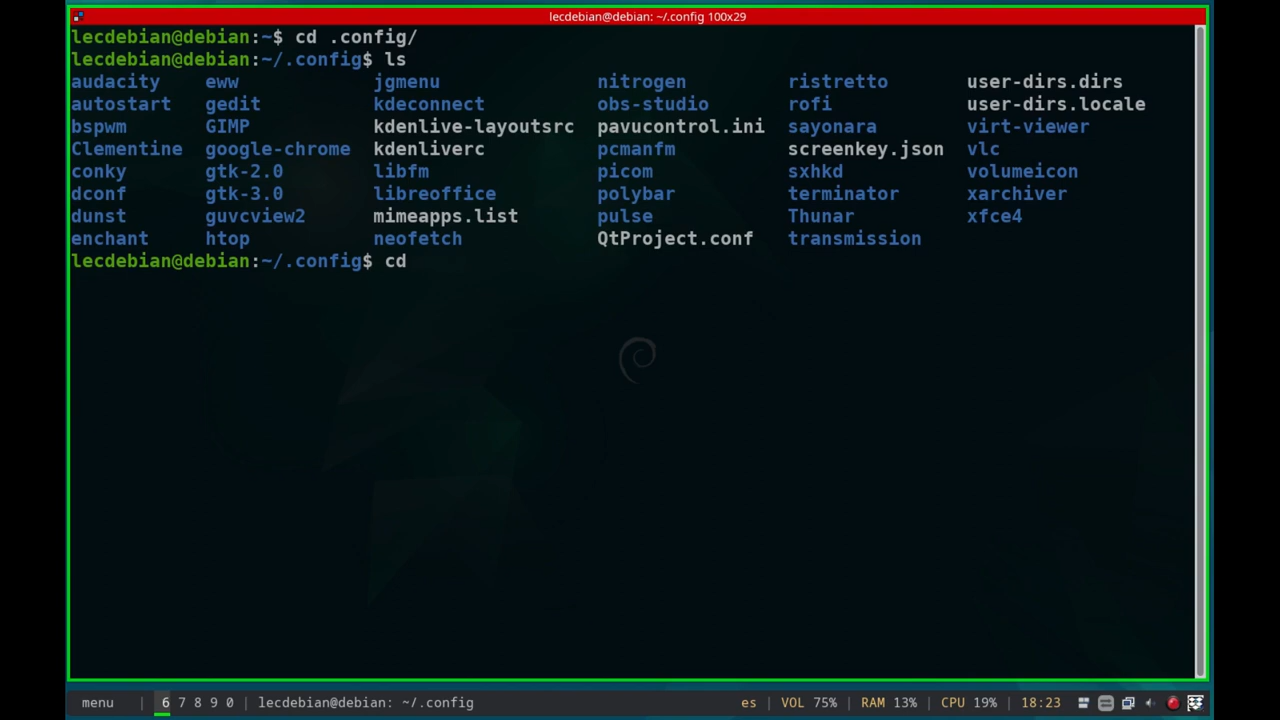 lecdebian@debian: ~/.config 100x29
lecdebian@debian:~$ cd .config/
lecdebian@debian:~/.config$ ls
audacity eww jgmenu nitrogen ristretto user-dirs.dirs
autostart gedit kdeconnect obs-studio rofi user-dirs.locale
bspwm GIMP kdenlive-layoutsrc pavucontrol.ini sayonara virt-viewer
Clementine google-chrome kdenliverc pcmanfm screenkey.json vlc
conky gtk-2.0 libfm picom sxhkd volumeicon
dconf gtk-3.0 libreoffice polybar terminator xarchiver
dunst guvcview2 mimeapps.list pulse Thunar xfce4
enchant htop neofetch QtProject.conf transmission
lecdebian@debian:~/.config$ cd
menu | 6 7 8 9 0 | lecdebian@debian: ~/.config es | VOL 75% | RAM 13% | CPU 19% | 18:23